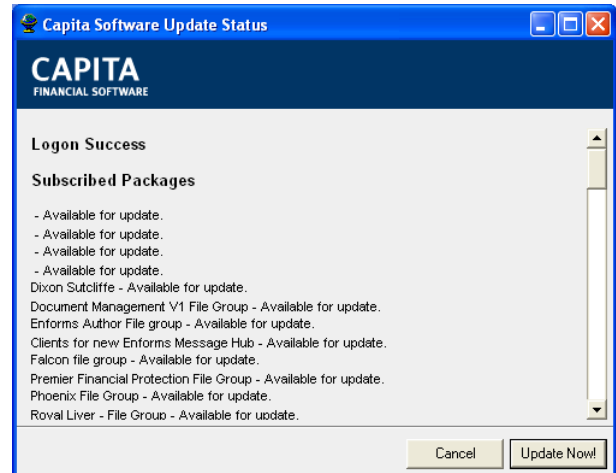 Capita Software Update Status
CAPITA
FINANCIAL SOFTWARE
Logon Success
Subscribed Packages
- Available for update.
- Available for update.
- Available for update.
- Available for update.
Dixon Sutcliffe - Available for update.
Document Management V1 File Group - Available for update.
Enforms Author File group - Available for update.
Clients for new Enforms Message Hub - Available for update.
Falcon file group - Available for update.
Premier Financial Protection File Group - Available for update.
Phoenix File Group - Available for update.
Royal Liver - File Group - Available for update.
Cancel
Update Now!